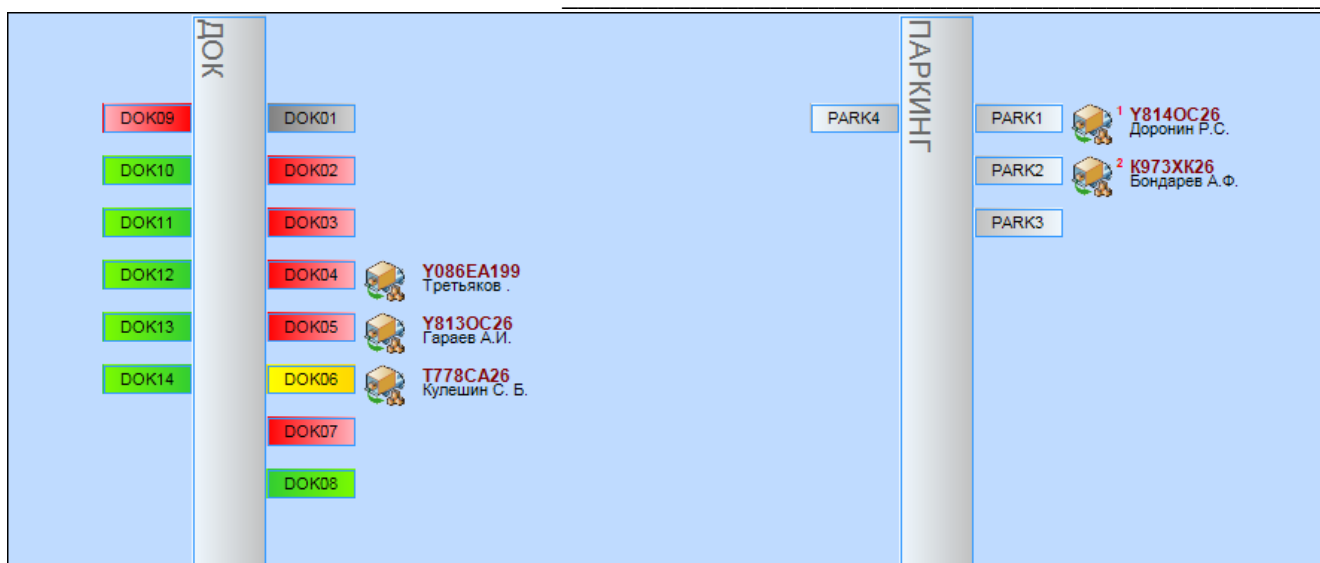 ДОК
DOK09
DOK01
DOK10
DOK02
DOK11
DOK03
DOK12
DOK04
Y086EA199
Третьяков .
DOK13
DOK05
Y813OC26
Гараев А.И.
DOK14
DOK06
T778CA26
Кулешин С. Б.
DOK07
DOK08
ПАРКИНГ
PARK4
PARK1
1 Y814OC26
Доронин Р.С.
PARK2
2 К973ХК26
Бондарев А.Ф.
PARK3